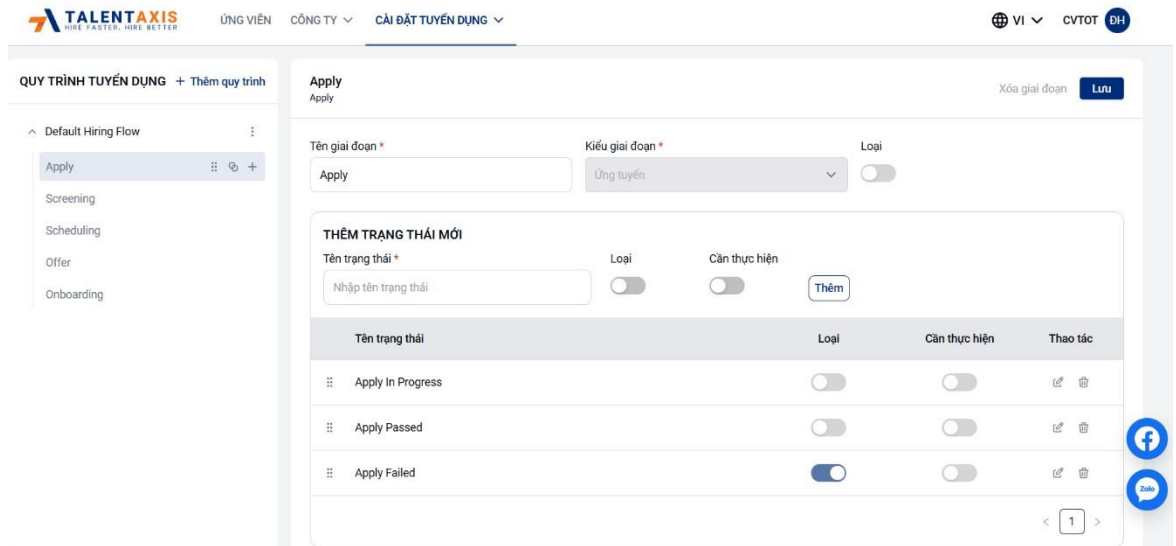 TALENTAXIS
HIRE FASTER. HIRE BETTER
ỨNG VIÊN CÔNG TY CÀI ĐẶT TUYỂN DỤNG VI CVTOT ĐH
QUY TRÌNH TUYỂN DỤNG + Thêm quy trình
Default Hiring Flow
Apply
Screening
Scheduling
Offer
Onboarding
Apply
Apply
Xóa giai đoạn Lưu
Tên giai đoạn * Kiểu giai đoạn * Loại
Apply Ứng tuyển
THÊM TRẠNG THÁI MỚI
Tên trạng thái * Loại Cần thực hiện
Nhập tên trạng thái Thêm
Tên trạng thái Loại Cần thực hiện Thao tác
Apply In Progress
Apply Passed
Apply Failed
Zalo
< 1 >